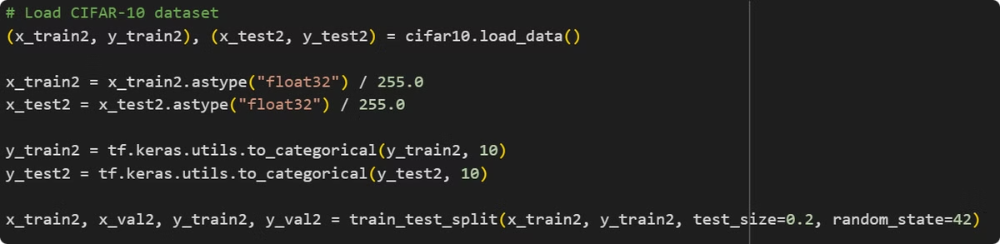 # Load CIFAR-10 dataset
(x_train2, y_train2), (x_test2, y_test2) = cifar10.load_data()
x_train2 = x_train2.astype("float32") / 255.0
x_test2 = x_test2.astype("float32") / 255.0
y_train2 = tf.keras.utils.to_categorical(y_train2, 10)
y_test2 = tf.keras.utils.to_categorical(y_test2, 10)
x_train2, x_val2, y_train2, y_val2 = train_test_split(x_train2, y_train2, test_size=0.2, random_state=42)